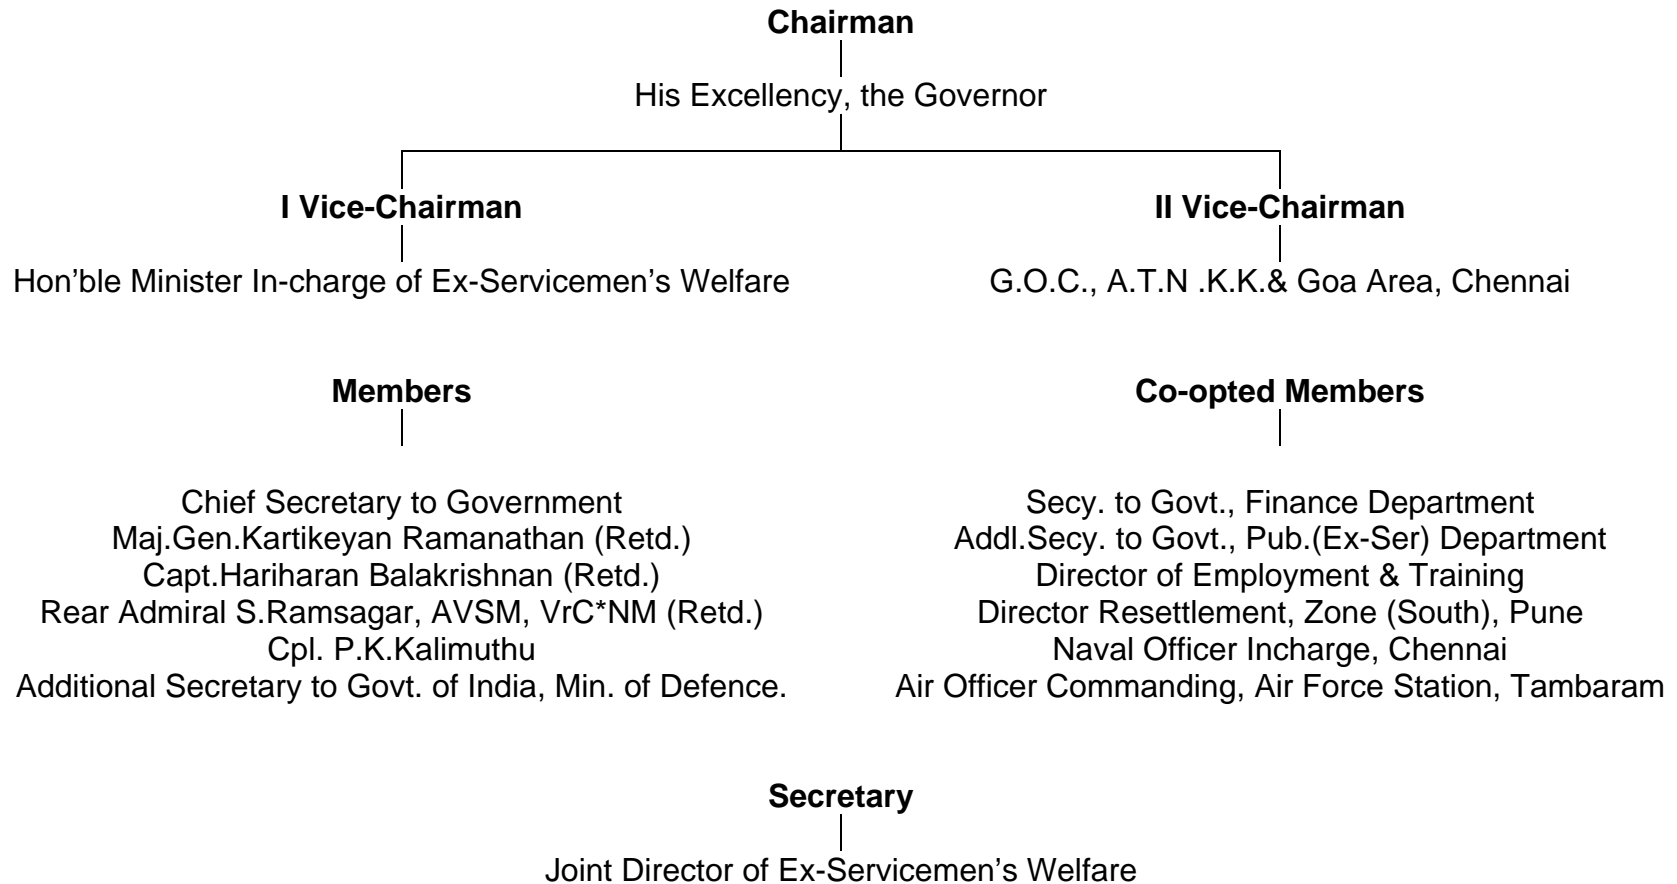 Chairman
His Excellency, the Governor
I Vice-Chairman
Hon’ble Minister In-charge of Ex-Servicemen’s Welfare
II Vice-Chairman
G.O.C., A.T.N .K.K.& Goa Area, Chennai
Members
Chief Secretary to Government
Maj.Gen.Kartikeyan Ramanathan (Retd.)
Capt.Hariharan Balakrishnan (Retd.)
Rear Admiral S.Ramsagar, AVSM, VrC*NM (Retd.)
Cpl. P.K.Kalimuthu
Additional Secretary to Govt. of India, Min. of Defence.
Co-opted Members
Secy. to Govt., Finance Department
Addl.Secy. to Govt., Pub.(Ex-Ser) Department
Director of Employment & Training
Director Resettlement, Zone (South), Pune
Naval Officer Incharge, Chennai
Air Officer Commanding, Air Force Station, Tambaram
Secretary
Joint Director of Ex-Servicemen’s Welfare